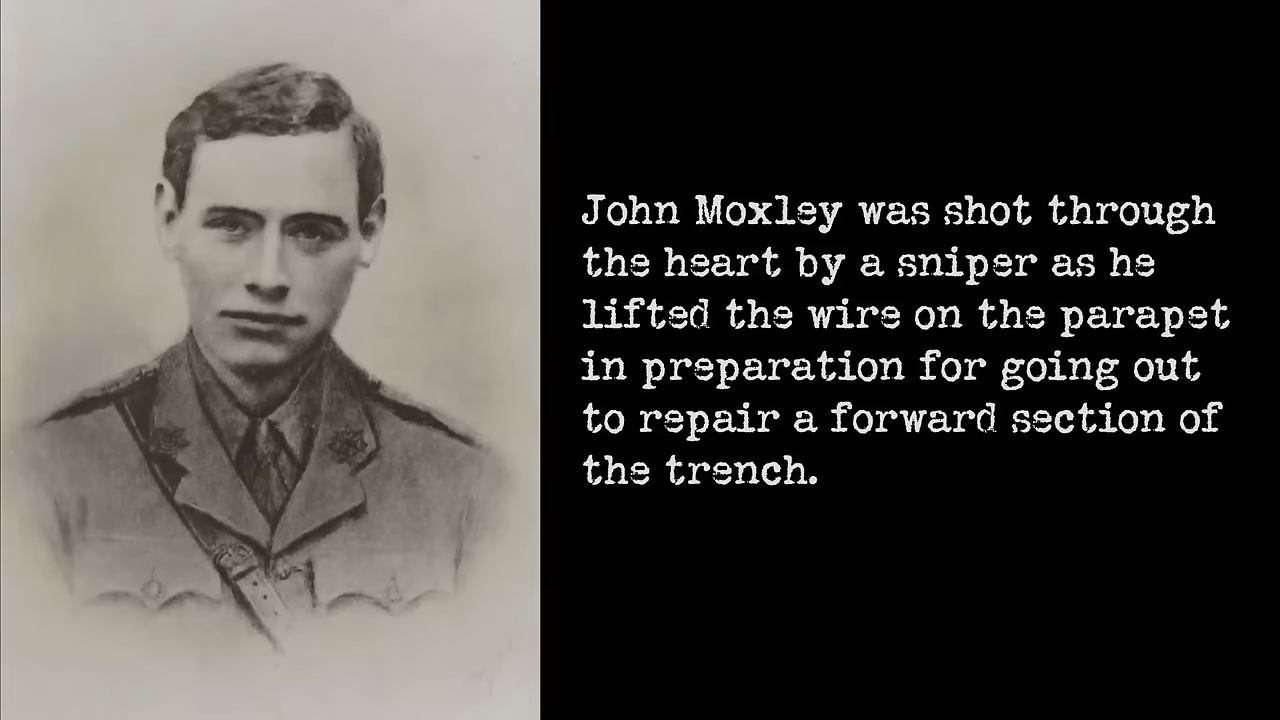 John Moxley was shot through
the heart by a sniper as he
lifted the wire on the parapet
in preparation for going out
to repair a forward section of
the trench.